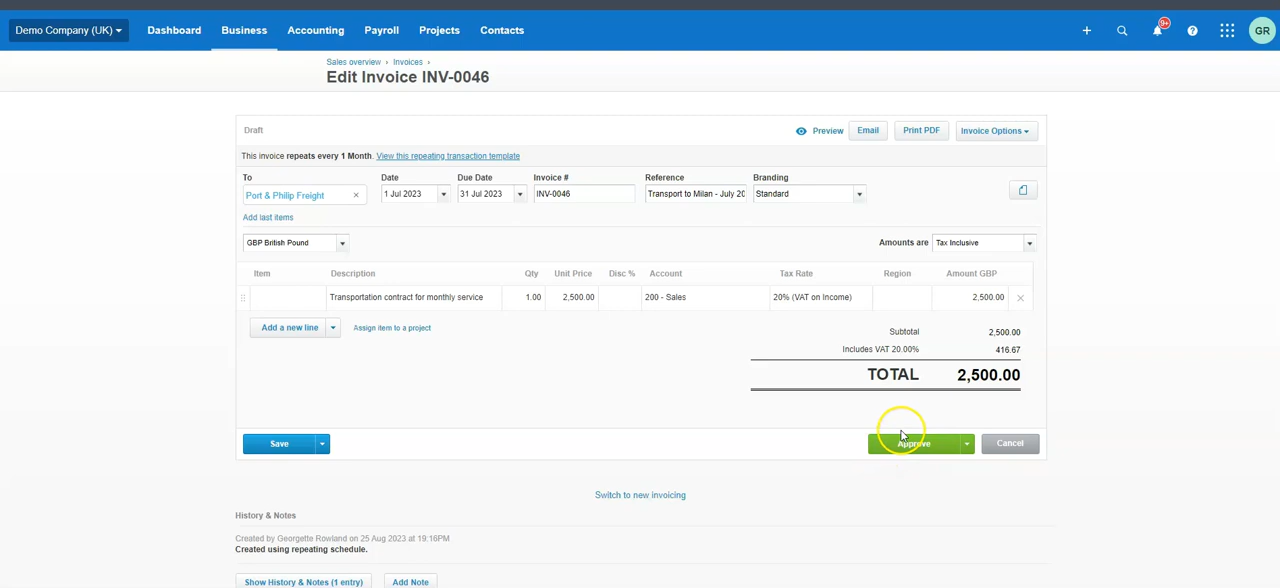 Demo Company (UK) Dashboard Business Accounting Payroll Projects Contacts 9+ GR
Sales overview › Invoices ›
Edit Invoice INV-0046
Draft Preview Email Print PDF Invoice Options
This invoice repeats every 1 Month. View this repeating transaction template
To Date Due Date Invoice # Reference Branding
Port & Philip Freight × 1 Jul 2023 31 Jul 2023 INV-0046 Transport to Milan - July 20 Standard
Add last items
GBP British Pound Amounts are Tax Inclusive
Item Description Qty Unit Price Disc % Account Tax Rate Region Amount GBP
Transportation contract for monthly service 1.00 2,500.00 200 - Sales 20% (VAT on Income) 2,500.00
Add a new line Assign item to a project
Subtotal 2,500.00
Includes VAT 20.00% 416.67
TOTAL 2,500.00
Save Approve Cancel
Switch to new invoicing
History & Notes
Created by Georgette Rowland on 25 Aug 2023 at 19:16PM
Created using repeating schedule.
Show History & Notes (1 entry) Add Note